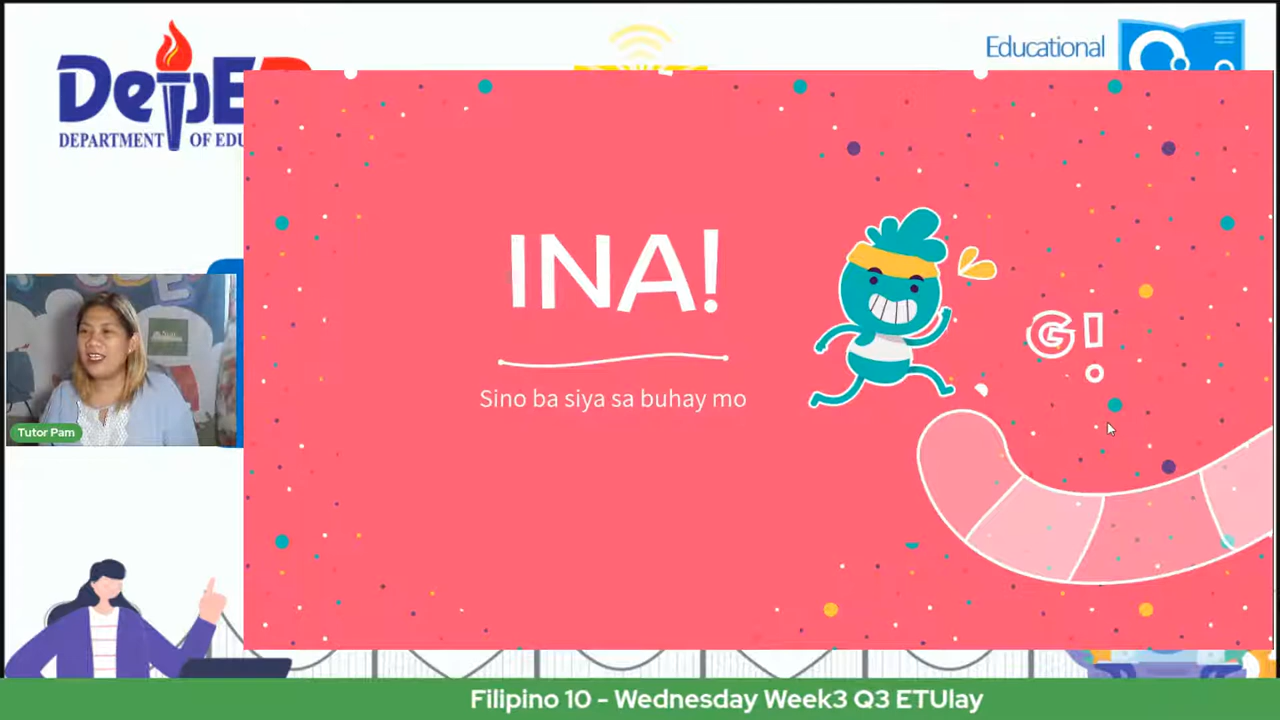 DepED
DEPARTMENT OF EDU
Educational
INA!
Sino ba siya sa buhay mo
G!
Tutor Pam
Filipino 10 - Wednesday Week3 Q3 ETUlay